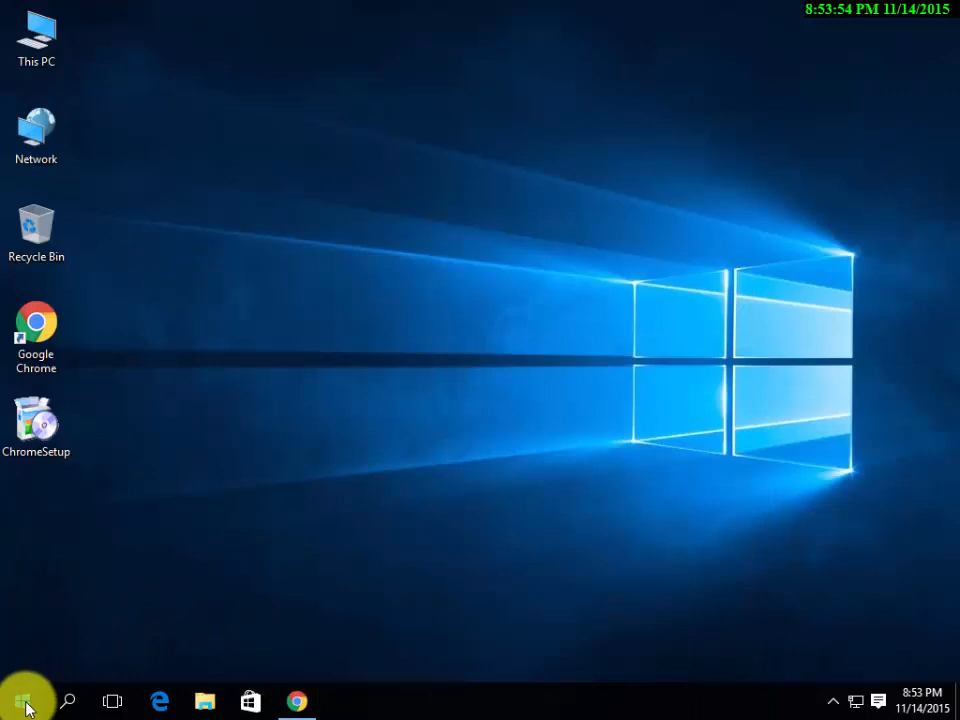 8:53:54 PM 11/14/2015
This PC
Network
Recycle Bin
Google
Chrome
ChromeSetup
8:53 PM
11/14/2015